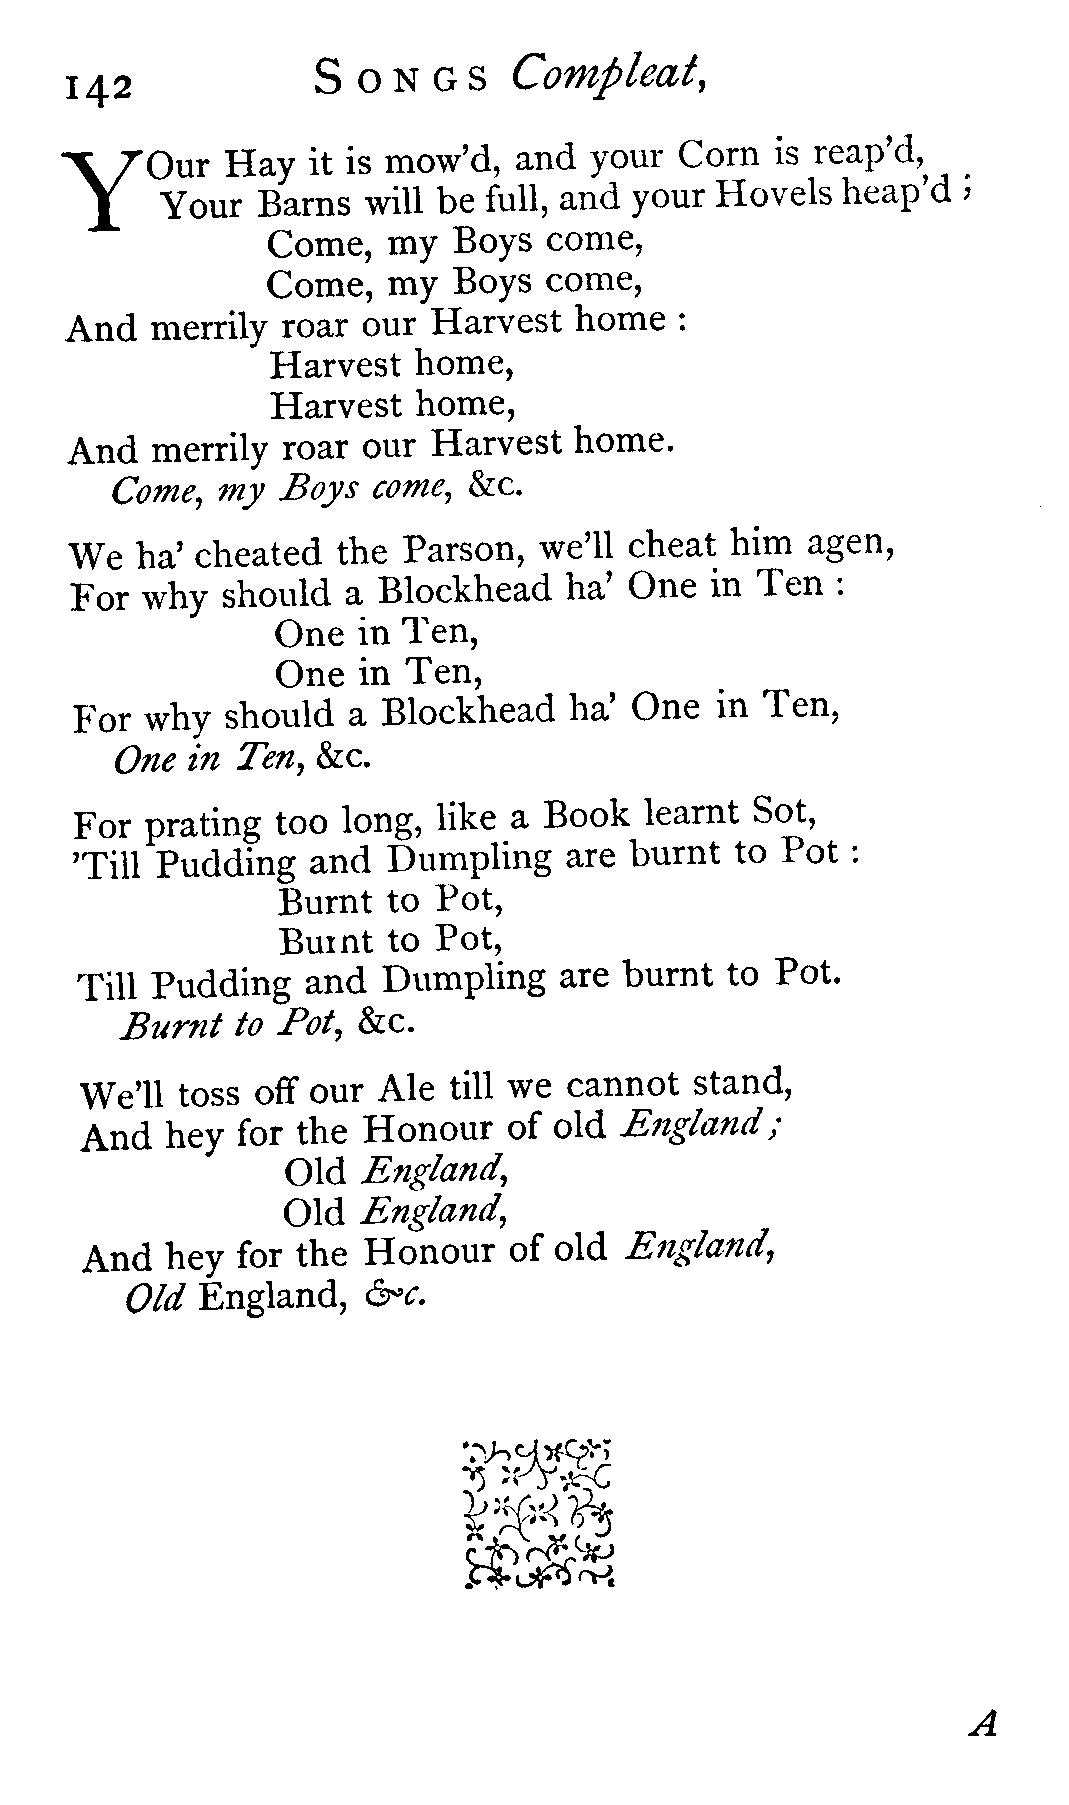 142 SONGS Compleat,
YOur Hay it is mow'd, and your Corn is reap'd,
Your Barns will be full, and your Hovels heap'd ;
Come, my Boys come,
Come, my Boys come,
And merrily roar our Harvest home :
Harvest home,
Harvest home,
And merrily roar our Harvest home.
Come, my Boys come, &c.
We ha' cheated the Parson, we'll cheat him agen,
For why should a Blockhead ha' One in Ten :
One in Ten,
One in Ten,
For why should a Blockhead ha' One in Ten,
One in Ten, &c.
For prating too long, like a Book learnt Sot,
'Till Pudding and Dumpling are burnt to Pot :
Burnt to Pot,
Burnt to Pot,
Till Pudding and Dumpling are burnt to Pot.
Burnt to Pot, &c.
We'll toss off our Ale till we cannot stand,
And hey for the Honour of old England ;
Old England,
Old England,
And hey for the Honour of old England,
Old England, &c.
A